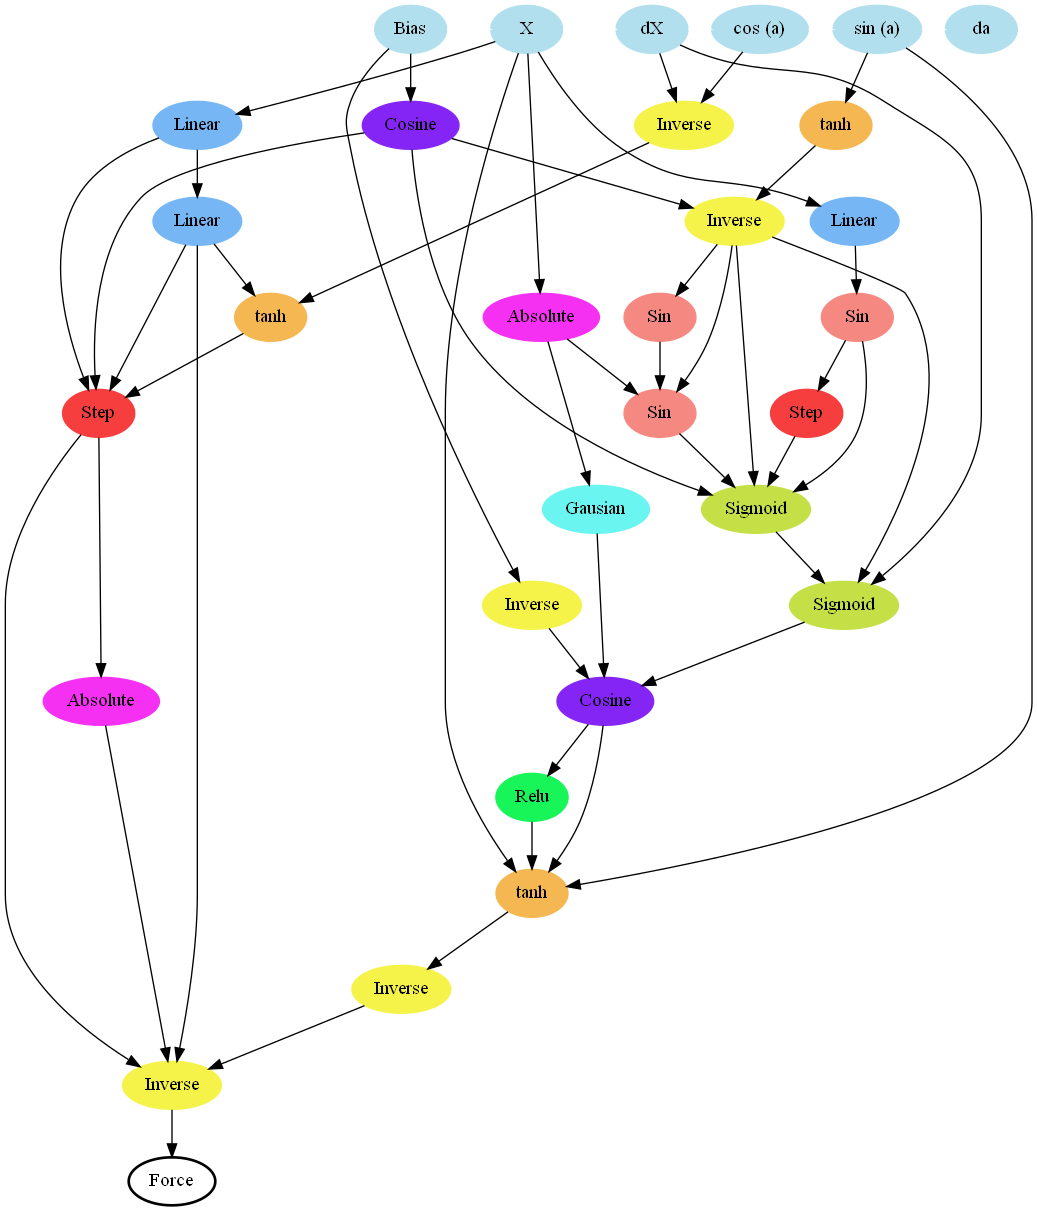 Bias X dX cos (a) sin (a) da
Linear Cosine Inverse tanh
Linear Inverse Linear
tanh Absolute Sin Sin
Step Sin Step
Gausian Sigmoid
Inverse Sigmoid
Absolute Cosine
Relu
tanh
Inverse
Inverse
Force